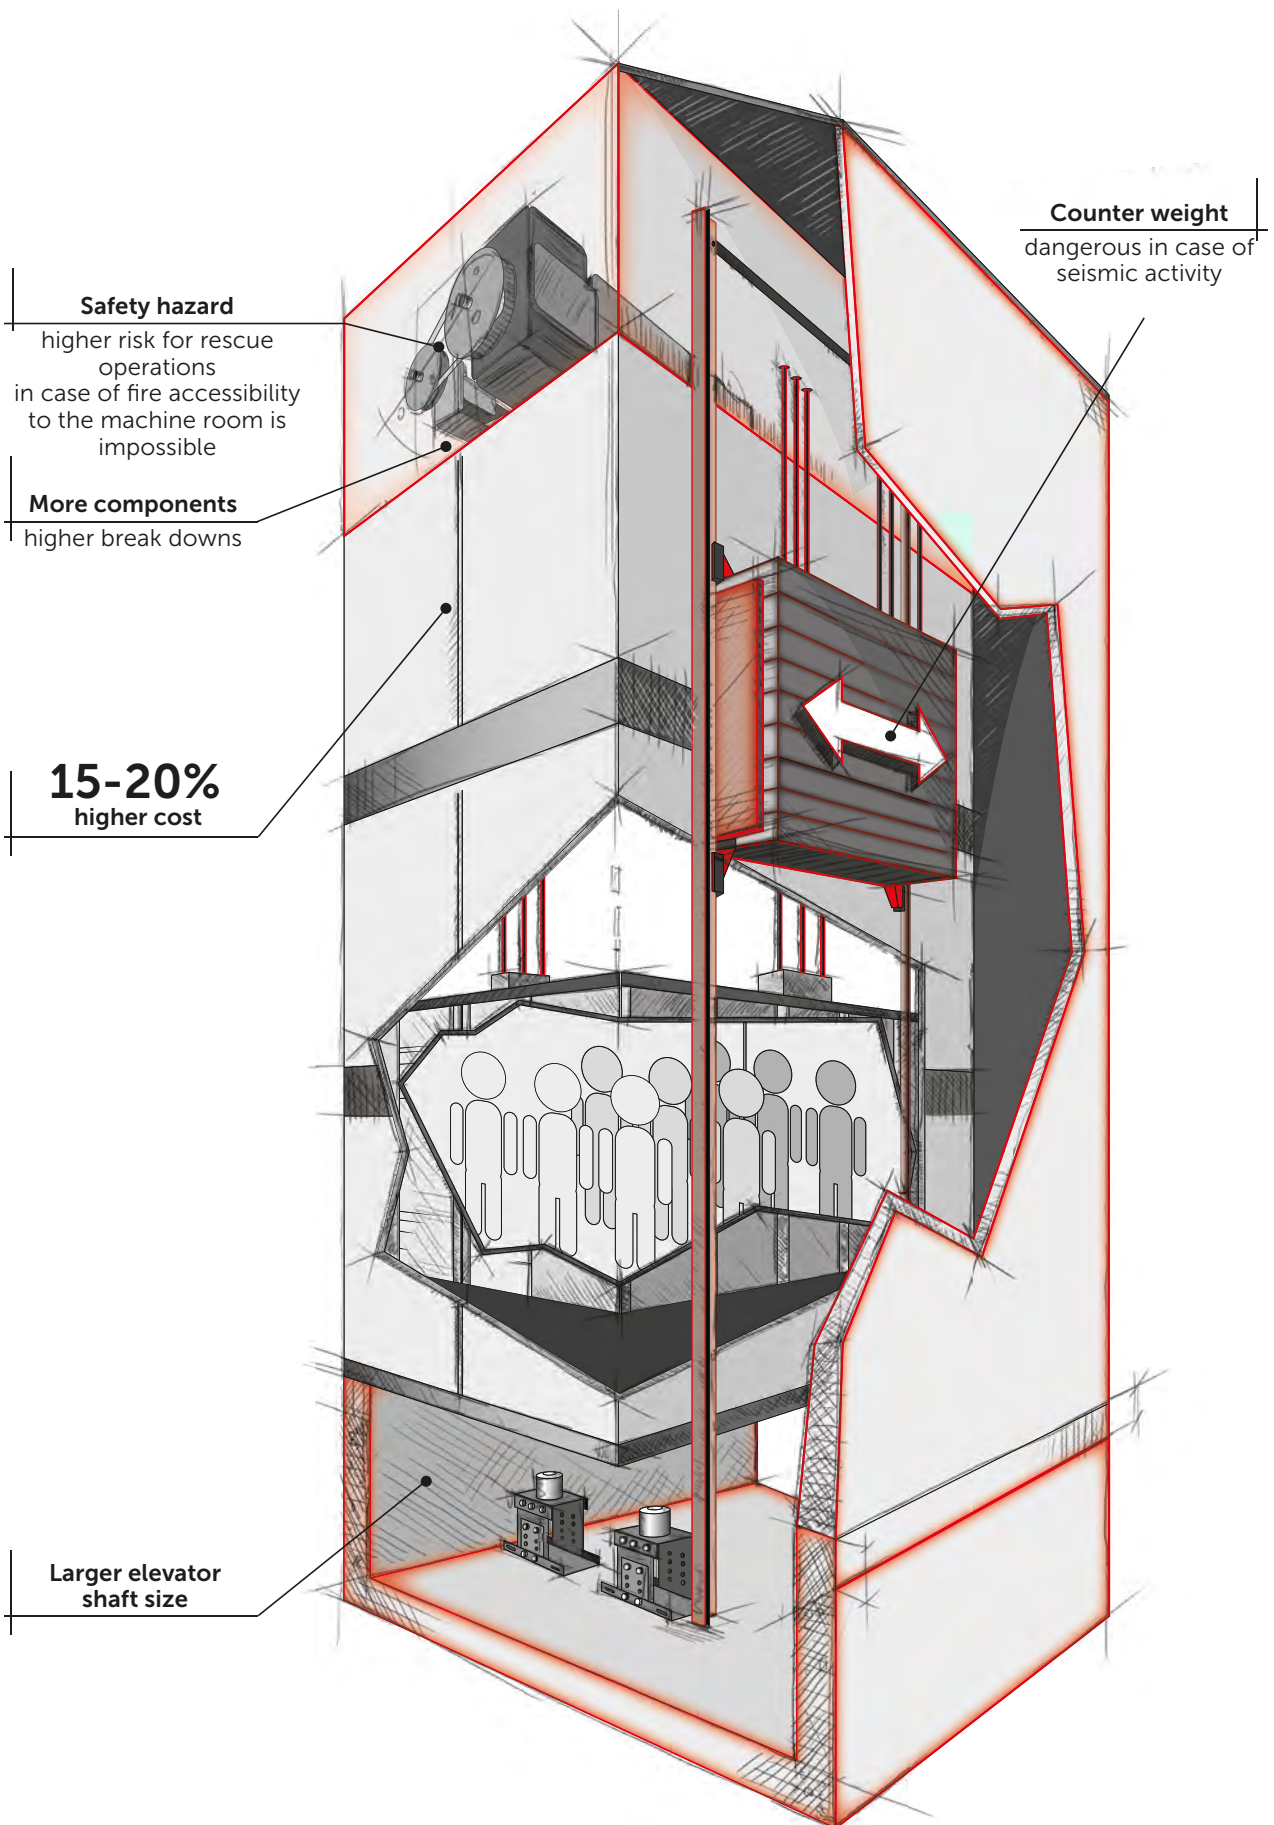 Counter weight
dangerous in case of
seismic activity
Safety hazard
higher risk for rescue
operations
in case of fire accessibility
to the machine room is
impossible
More components
higher break downs
15-20%
higher cost
Larger elevator
shaft size